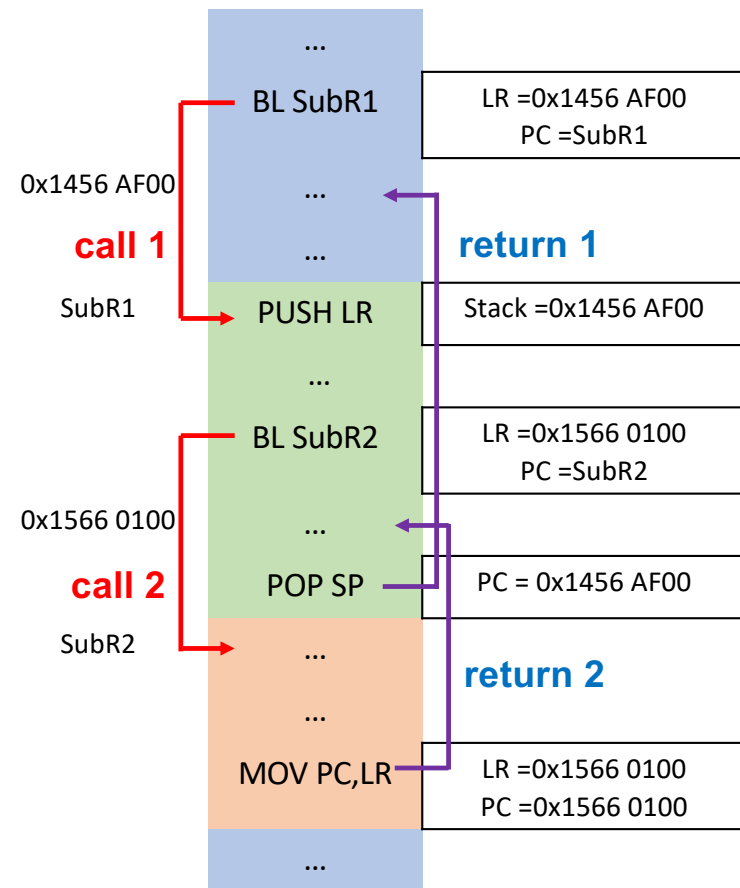 ...
BL SubR1
LR =0x1456 AF00
PC =SubR1
0x1456 AF00
...
call 1
...
return 1
SubR1
PUSH LR
Stack =0x1456 AF00
...
BL SubR2
LR =0x1566 0100
PC =SubR2
0x1566 0100
...
call 2
POP SP
PC = 0x1456 AF00
SubR2
...
return 2
...
MOV PC,LR
LR =0x1566 0100
PC =0x1566 0100
...